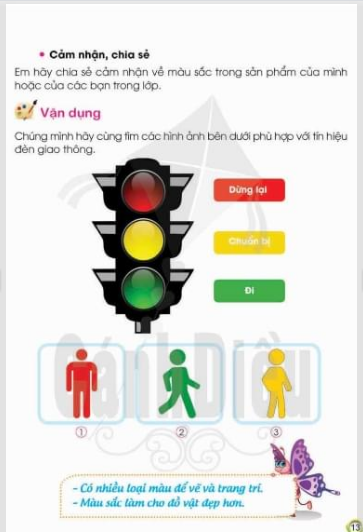 • Cảm nhận, chia sẻ
Em hãy chia sẻ cảm nhận về màu sắc trong sản phẩm của mình
hoặc của các bạn trong lớp.
Vận dụng
Chúng mình hãy cùng tìm các hình ảnh bên dưới phù hợp với tín hiệu
đèn giao thông.
Dừng lại
Chuẩn bị
Đi
Cánh Diều
1 2 3
- Có nhiều loại màu để vẽ và trang trí.
- Màu sắc làm cho đồ vật đẹp hơn.
13